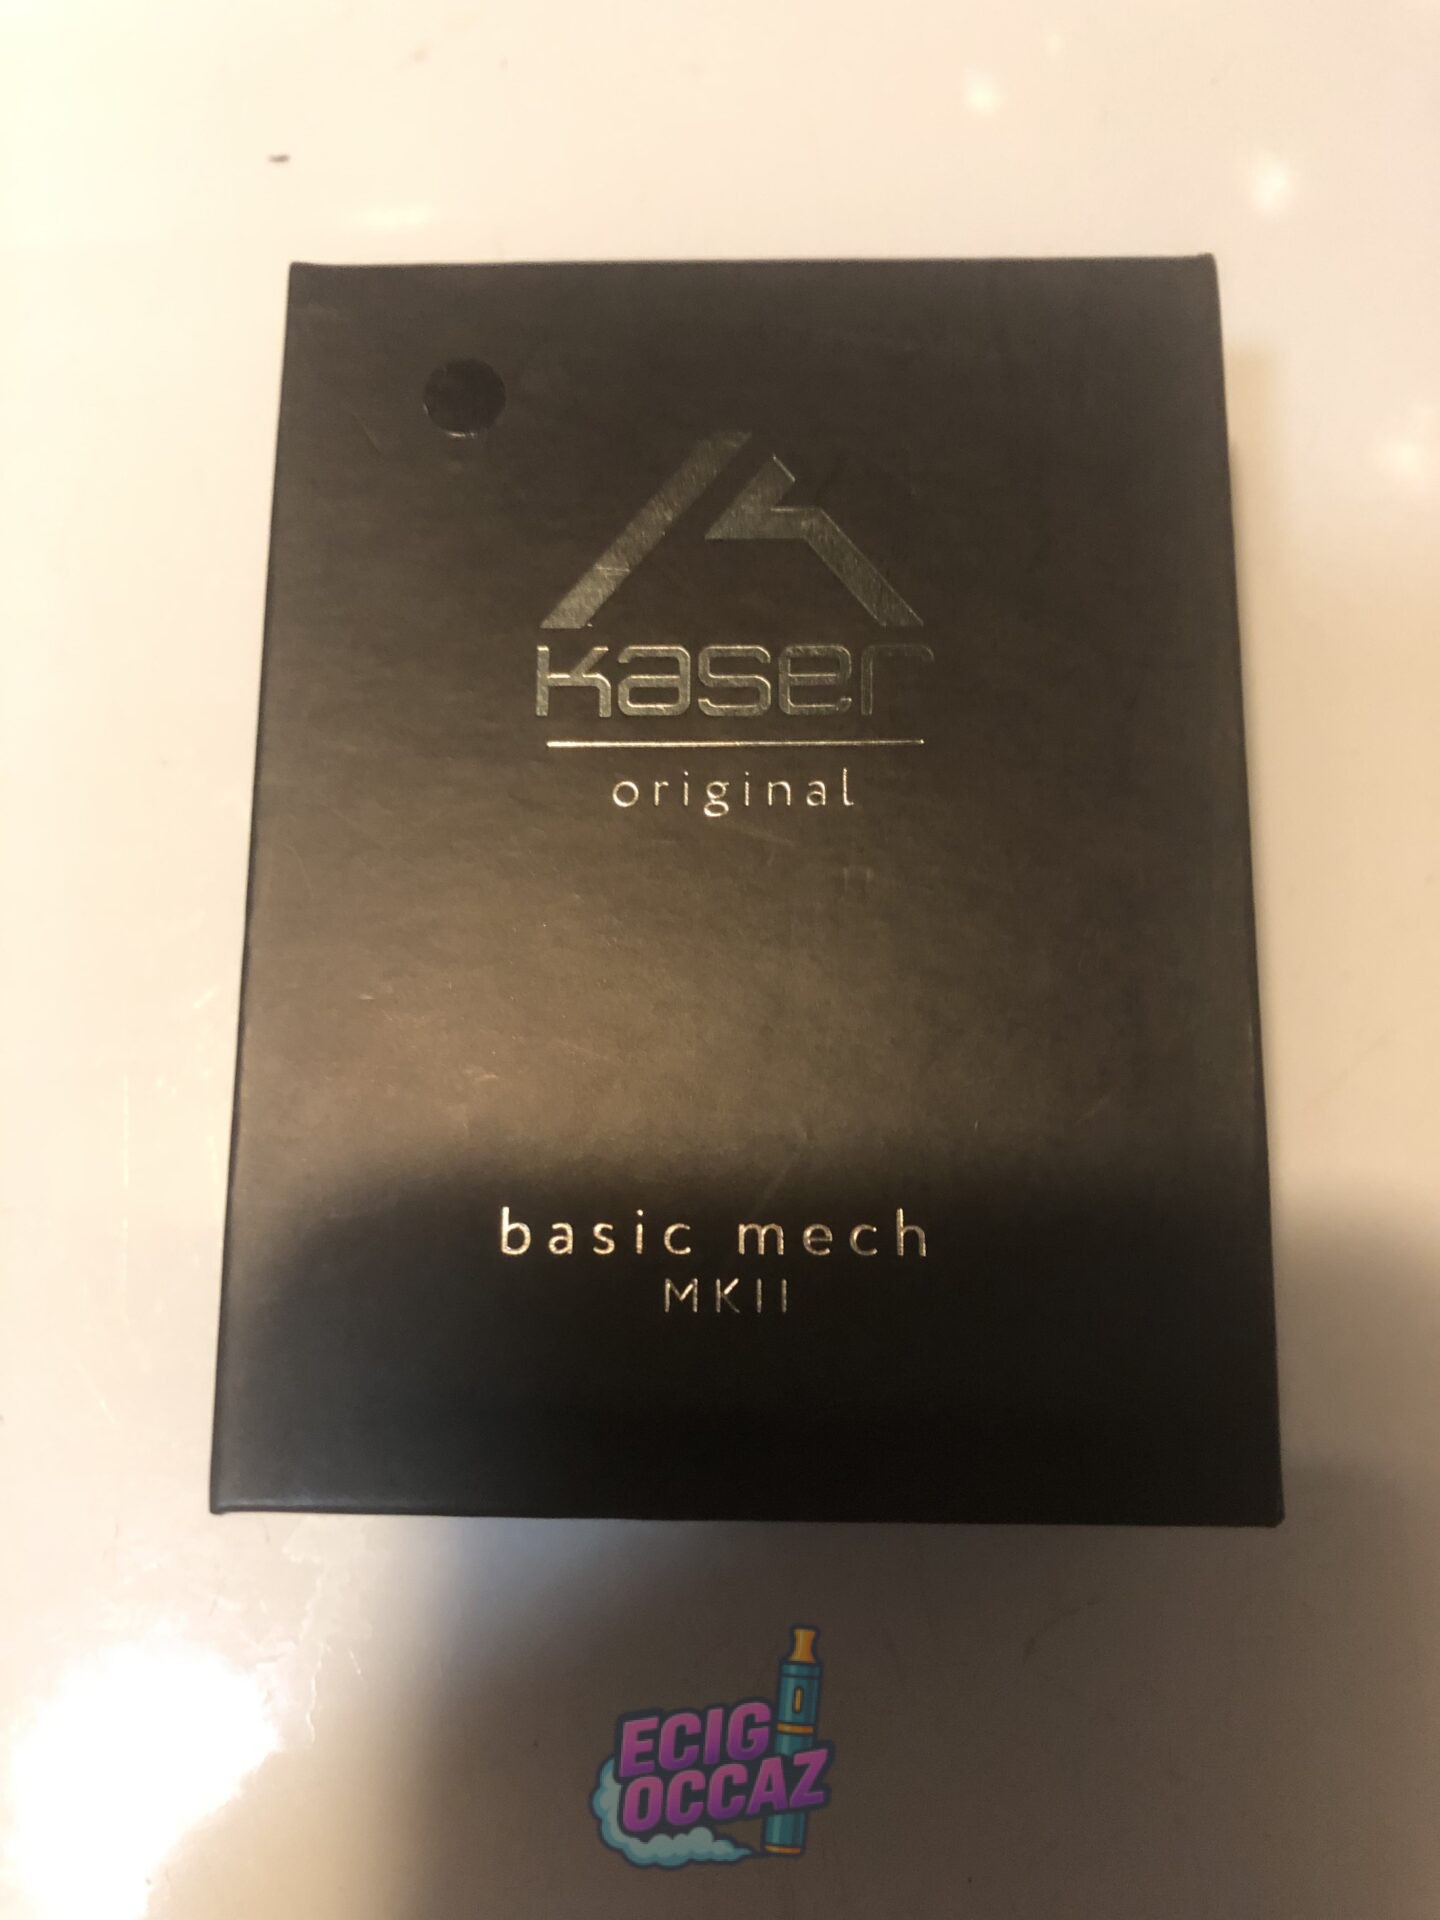 kaser
original
basic mech
MKII
ECIG
OCCAZ